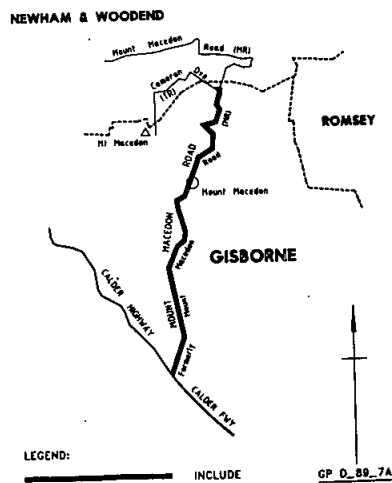 NEWHAM & WOODEND
Mount Macedon Road (MR)
Cameron Drv
(TR)
(MR)
Mt Macedon
ROMSEY
MOUNT MACEDON ROAD
Formerly Mount Macedon Road
Mount Macedon
GISBORNE
CALDER HIGHWAY
CALDER FWY
LEGEND:
INCLUDE
GP D_89_7A